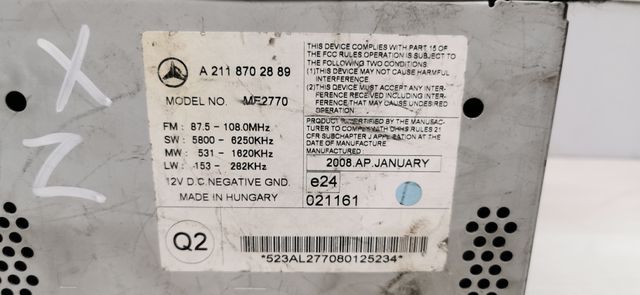 X
Z
A 211 870 28 89
MODEL NO. MF2770
FM : 87.5 - 108.0MHz
SW : 5800 - 6250KHz
MW : 531 - 1620KHz
LW : 153 - 282KHz
12V D.C.NEGATIVE GND.
MADE IN HUNGARY
Q2
THIS DEVICE COMPLIES WITH PART 15 OF
THE FCC RULES OPERATION IS SUBJECT TO
THE FOLLOWING TWO CONDITIONS.
(1)THIS DEVICE MAY NOT CAUSE HARMFUL
INTERFERENCE
(2)THIS DEVICE MUST ACCEPT ANY INTER-
FERENCE RECEIVED INCLUDING
INTERFERENCE THAT MAY CAUSE UNDESIRED
OPERATION
PRODUCT IS CERTIFIED BY THE MANUFAC-
TURER TO COMPLY WITH DHHS RULES 21
CFR SUBCHAPTER J APPLICATION AT THE
DATE OF MANUFACTURE
MANUFACTURED :
2008.AP.JANUARY
e24
021161
*523AL277080125234*